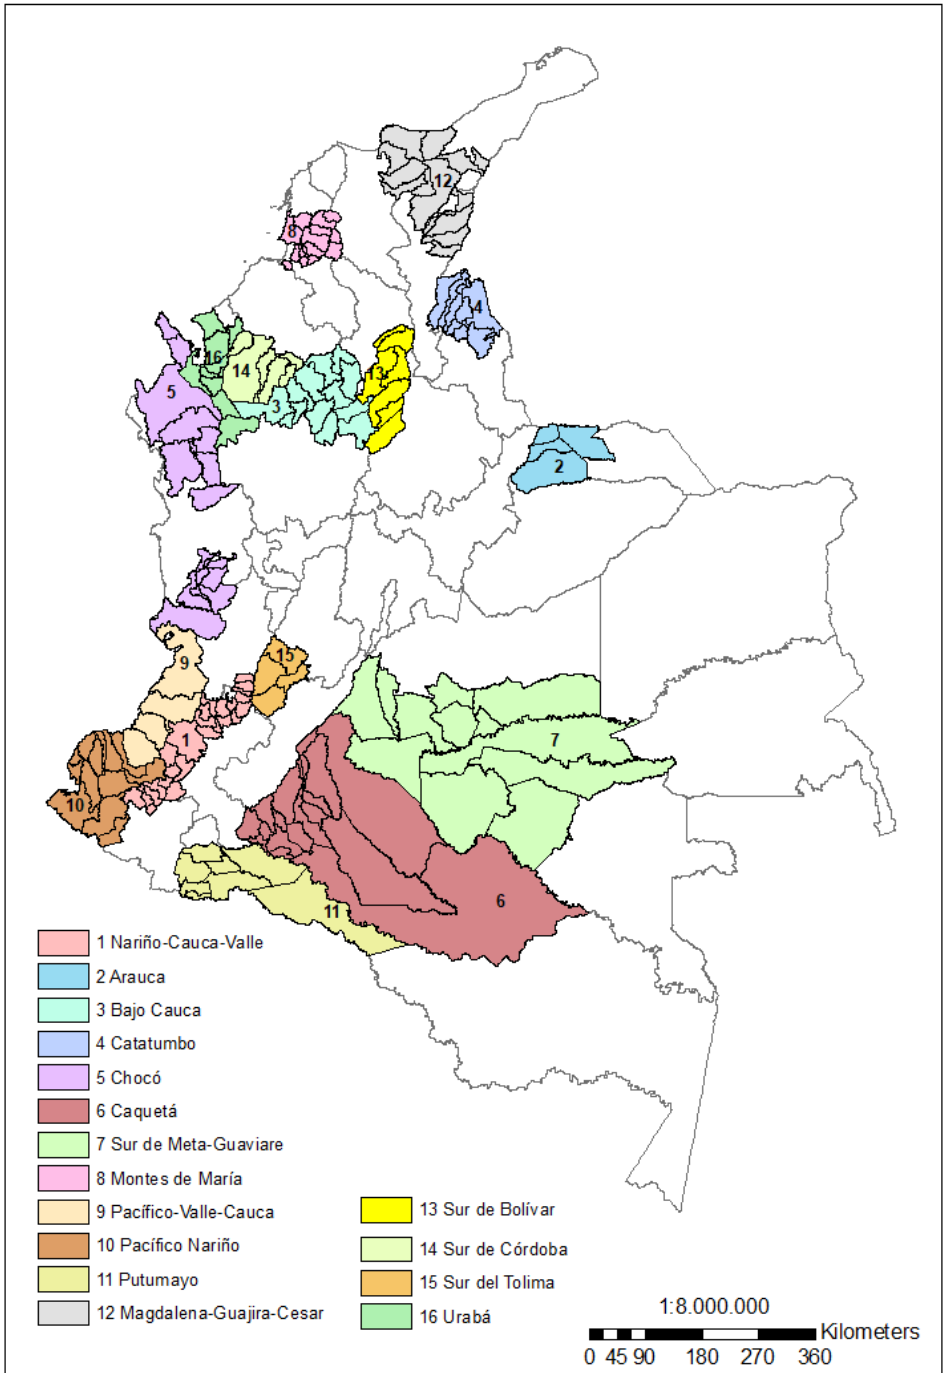 12
8
4
16
14
13
5
3
2
15
9
7
1
10
6
11
1 Nariño-Cauca-Valle
2 Arauca
3 Bajo Cauca
4 Catatumbo
5 Chocó
6 Caquetá
7 Sur de Meta-Guaviare
8 Montes de María
9 Pacífico-Valle-Cauca
10 Pacífico Nariño
11 Putumayo
12 Magdalena-Guajira-Cesar
13 Sur de Bolívar
14 Sur de Córdoba
15 Sur del Tolima
16 Urabá
1:8.000.000
Kilometers
0 45 90 180 270 360